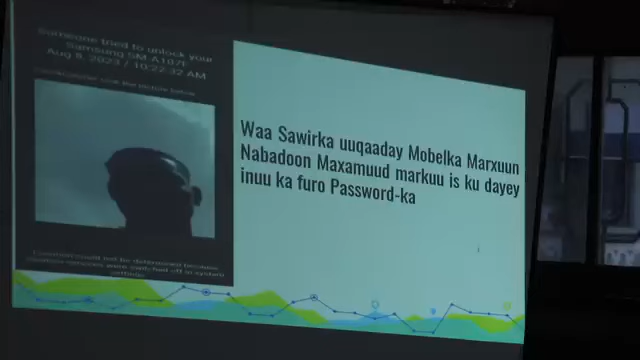 Someone tried to unlock your
Samsung SM A107F
Aug 8, 2023 / 10:22:32 AM
Waa Sawirka uuqaaday Mobelka Marxuun
Nabadoon Maxamuud markuu is ku dayey
inuu ka furo Password-ka